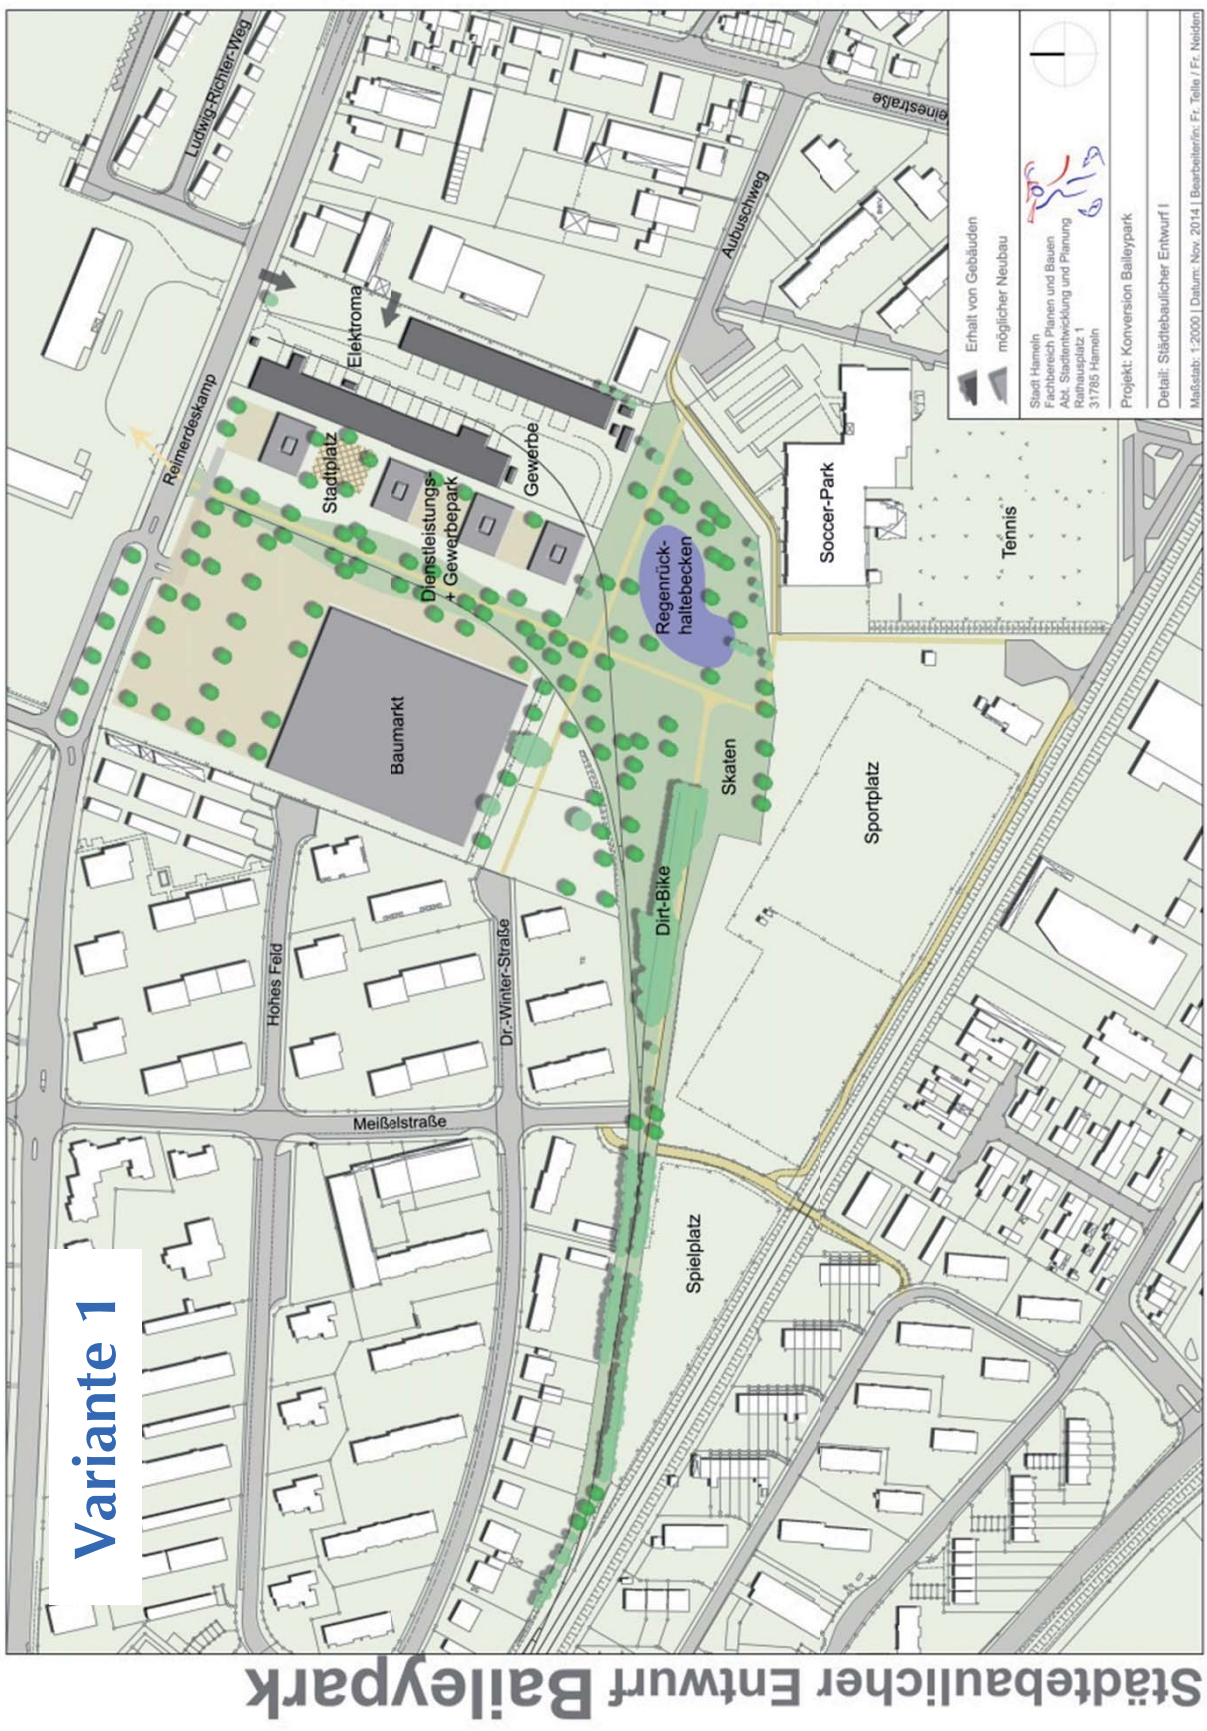 Städtebaulicher Entwurf Baileypark
Variante 1
Ludwig-Richter-Weg
Reimerdeskamp
Elektroma
Stadtplatz
Dienstleistungs-
+ Gewerbepark
Gewerbe
Baumarkt
Aubuschweg
einestraße
Regenrück-
haltebecken
Soccer-Park
Tennis
Skaten
Dirt-Bike
Sportplatz
Spielplatz
Hohes Feld
Dr.-Winter-Straße
Meißelstraße
Erhalt von Gebäuden
möglicher Neubau
Stadt Hameln
Fachbereich Planen und Bauen
Abt. Stadtentwicklung und Planung
Rathausplatz 1
31785 Hameln
Projekt: Konversion Baileypark
Detail: Städtebaulicher Entwurf I
Maßstab: 1:2000 | Datum: Nov. 2014 | Bearbeiter/in: Fr. Telle / Fr. Neiden